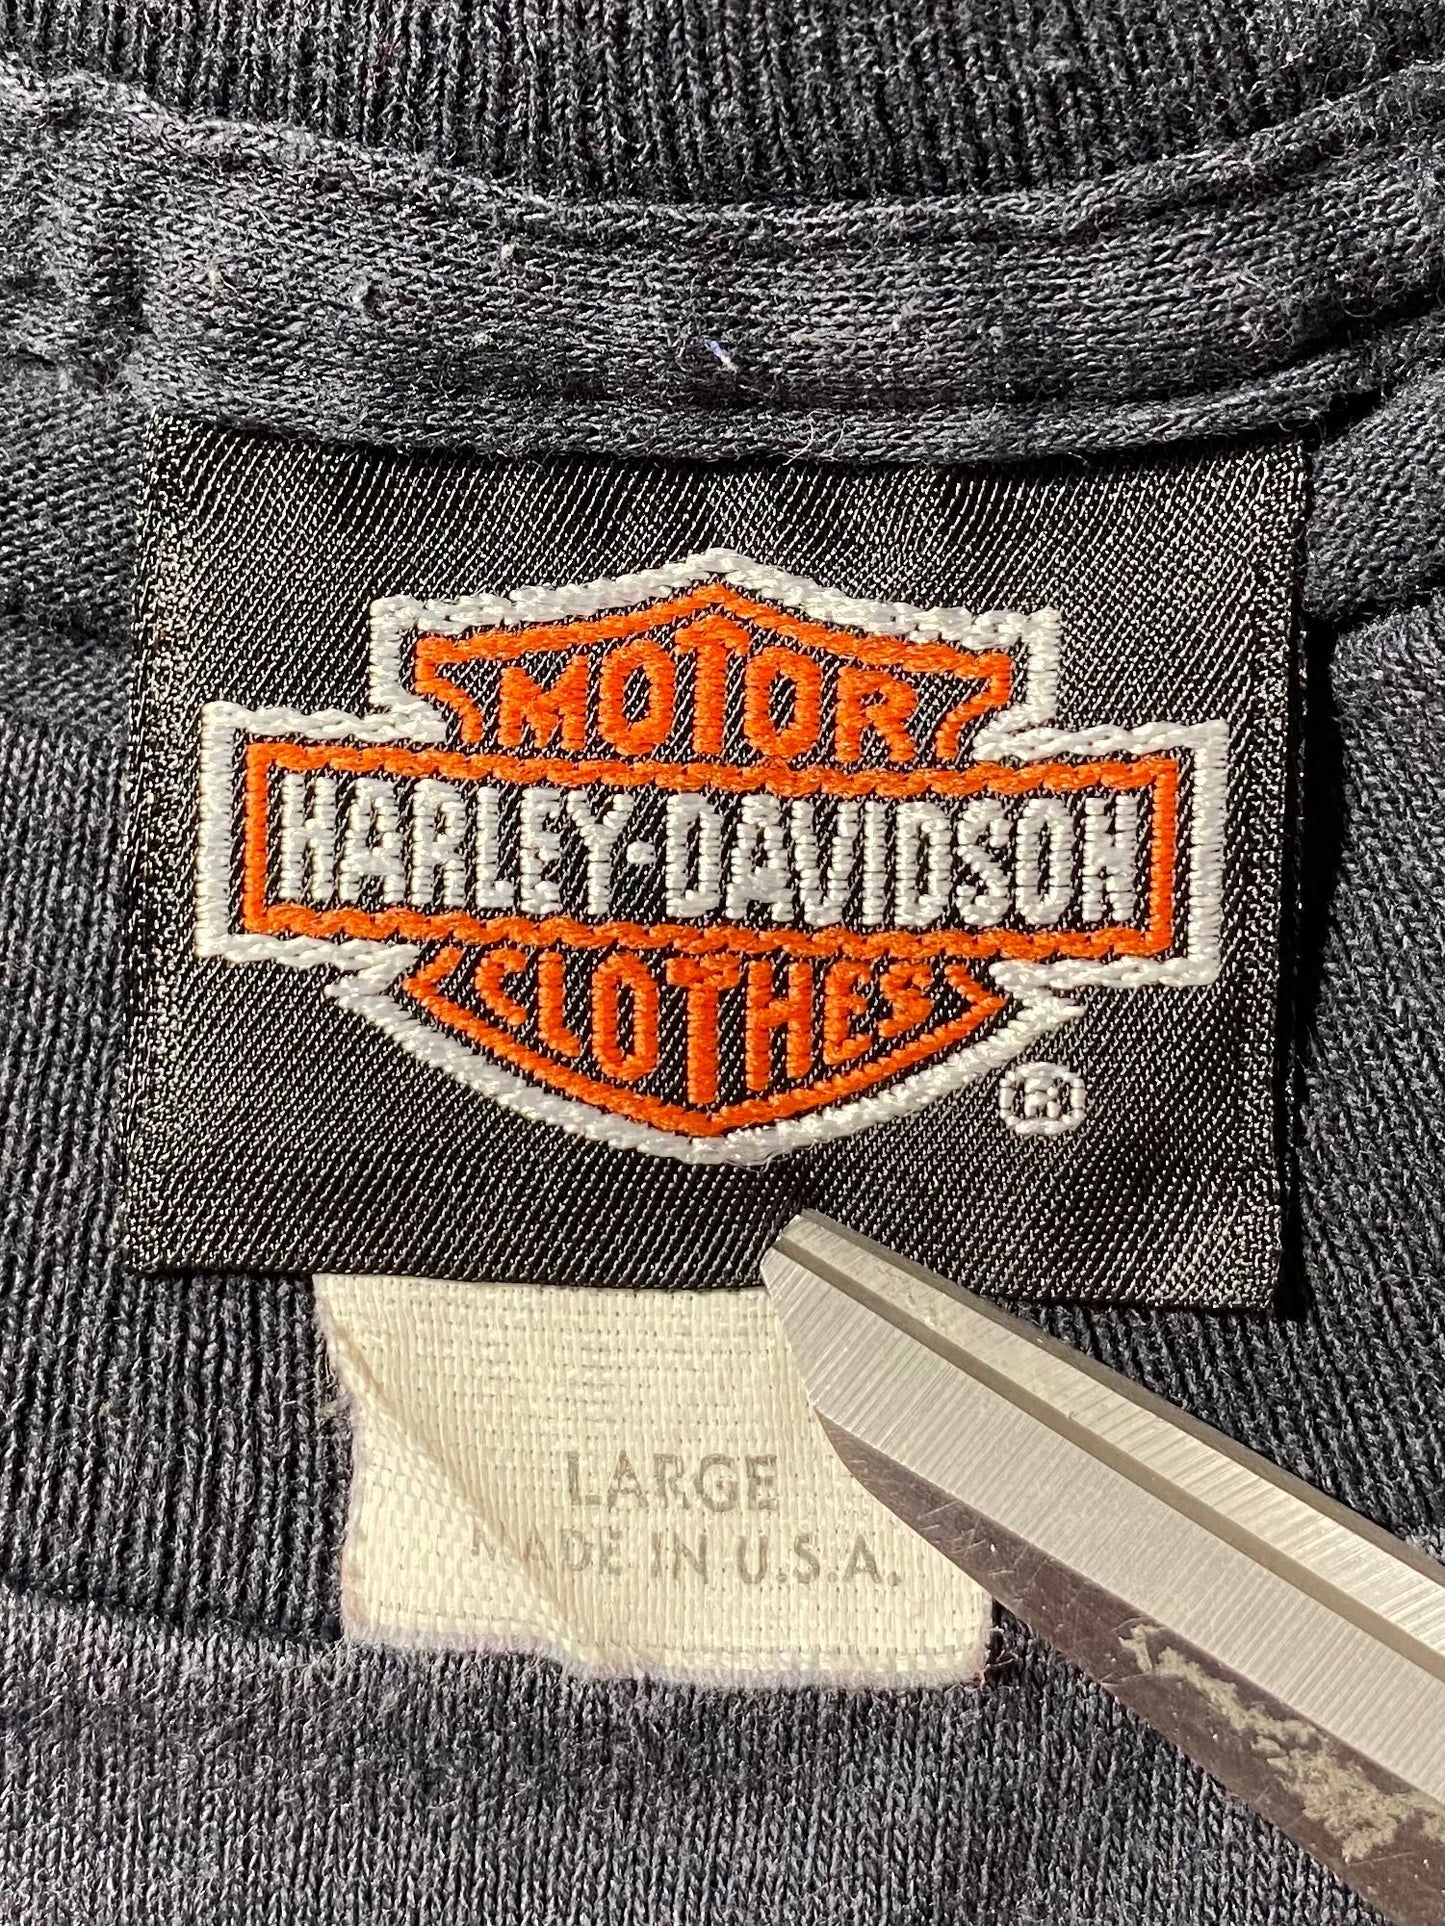 MOTOR
HARLEY-DAVIDSON
CLOTHES
®
LARGE
MADE IN U.S.A.